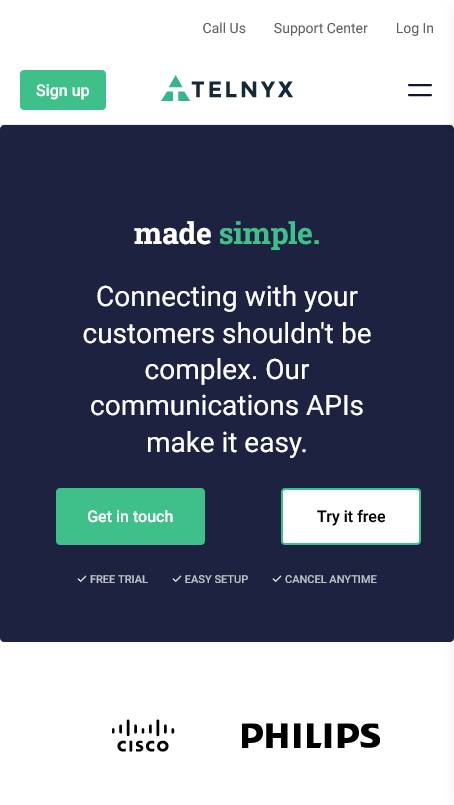 Call Us Support Center Log In
Sign up TELNYX
made simple.
Connecting with your
customers shouldn't be
complex. Our
communications APIs
make it easy.
Get in touch Try it free
FREE TRIAL EASY SETUP CANCEL ANYTIME
CISCO PHILIPS